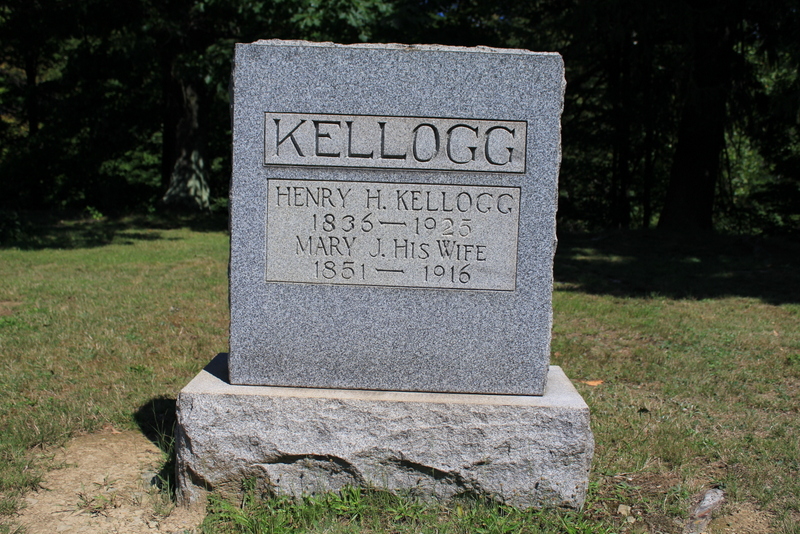 KELLOGG
HENRY H. KELLOGG
1836 — 1925
MARY J. HIS WIFE
1851 — 1916